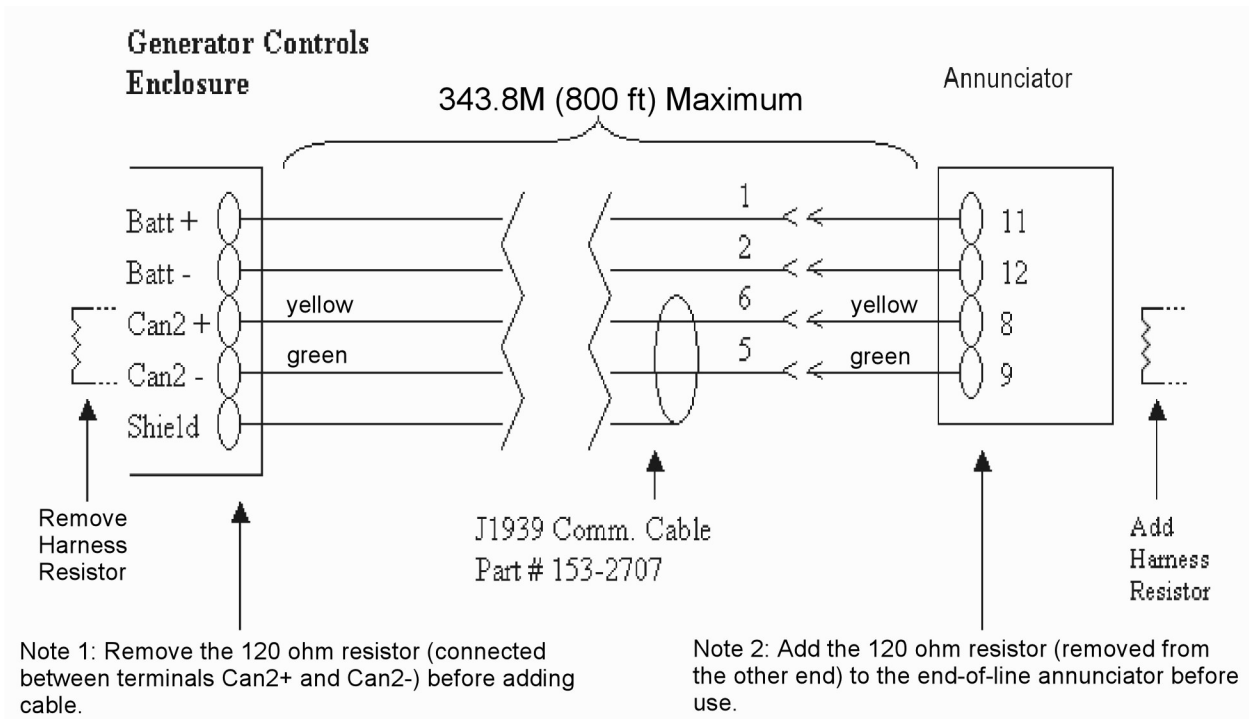 Generator Controls
Enclosure
343.8M (800 ft) Maximum
Annunciator
Batt +
Batt -
Can2 +
Can2 -
Shield
yellow
green
1
2
6
5
yellow
green
11
12
8
9
Remove
Harness
Resistor
J1939 Comm. Cable
Part # 153-2707
Add
Harness
Resistor
Note 1: Remove the 120 ohm resistor (connected
between terminals Can2+ and Can2-) before adding
cable.
Note 2: Add the 120 ohm resistor (removed from
the other end) to the end-of-line annunciator before
use.